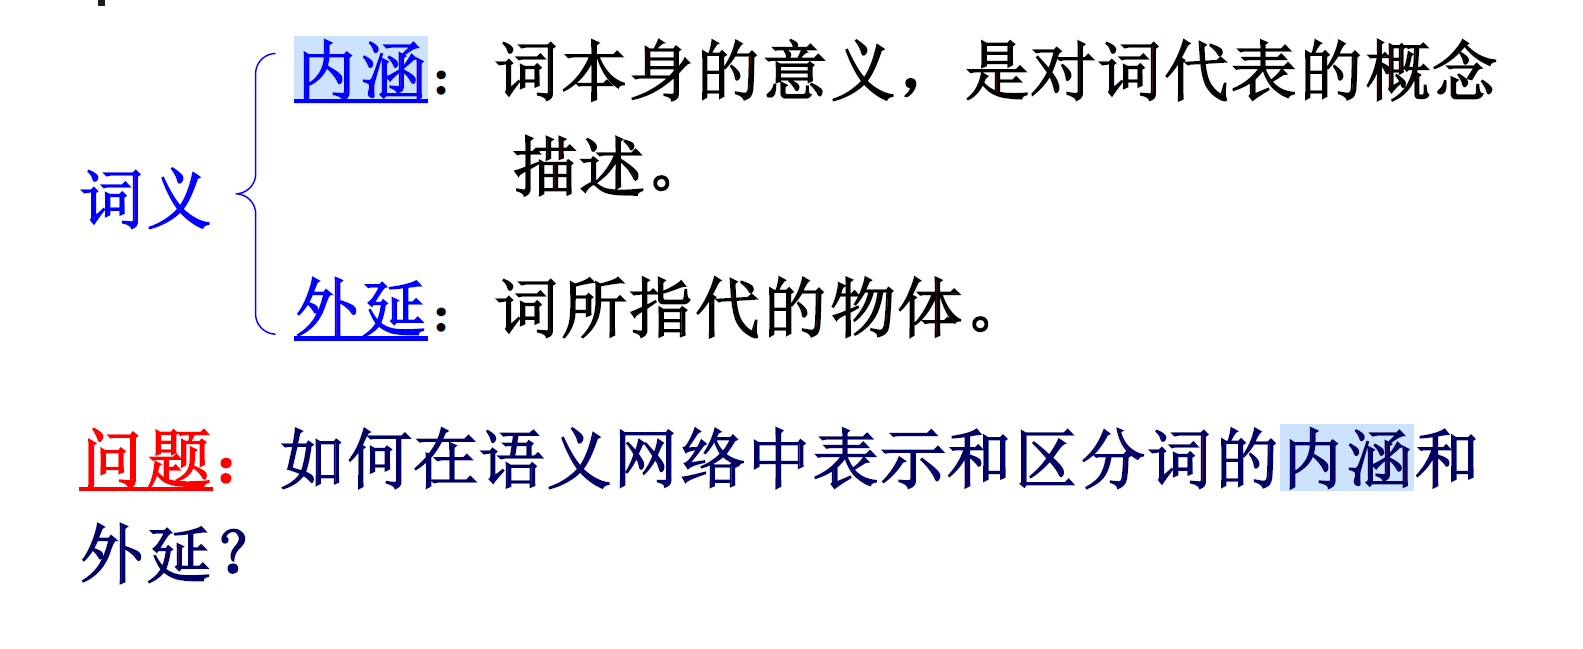 内涵：词本身的意义，是对词代表的概念
描述。
词义
外延：词所指代的物体。
问题：如何在语义网络中表示和区分词的内涵和
外延？